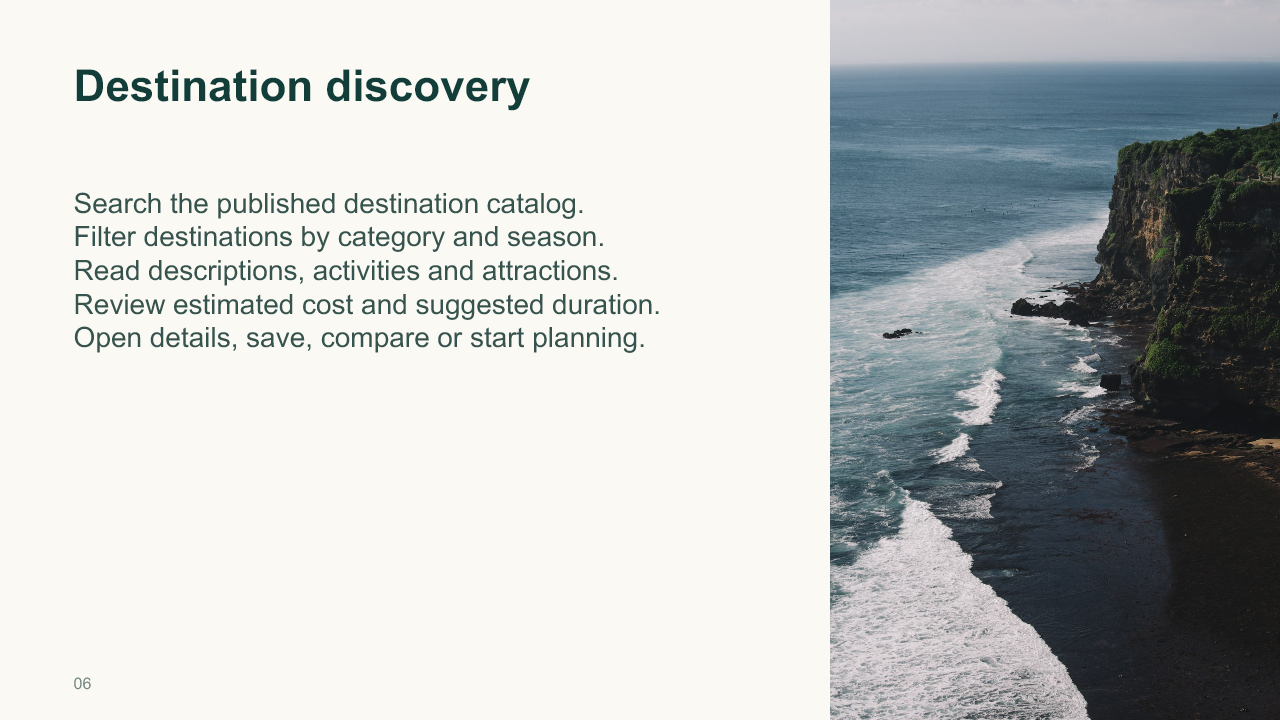 Destination discovery
Search the published destination catalog.
Filter destinations by category and season.
Read descriptions, activities and attractions.
Review estimated cost and suggested duration.
Open details, save, compare or start planning.
06